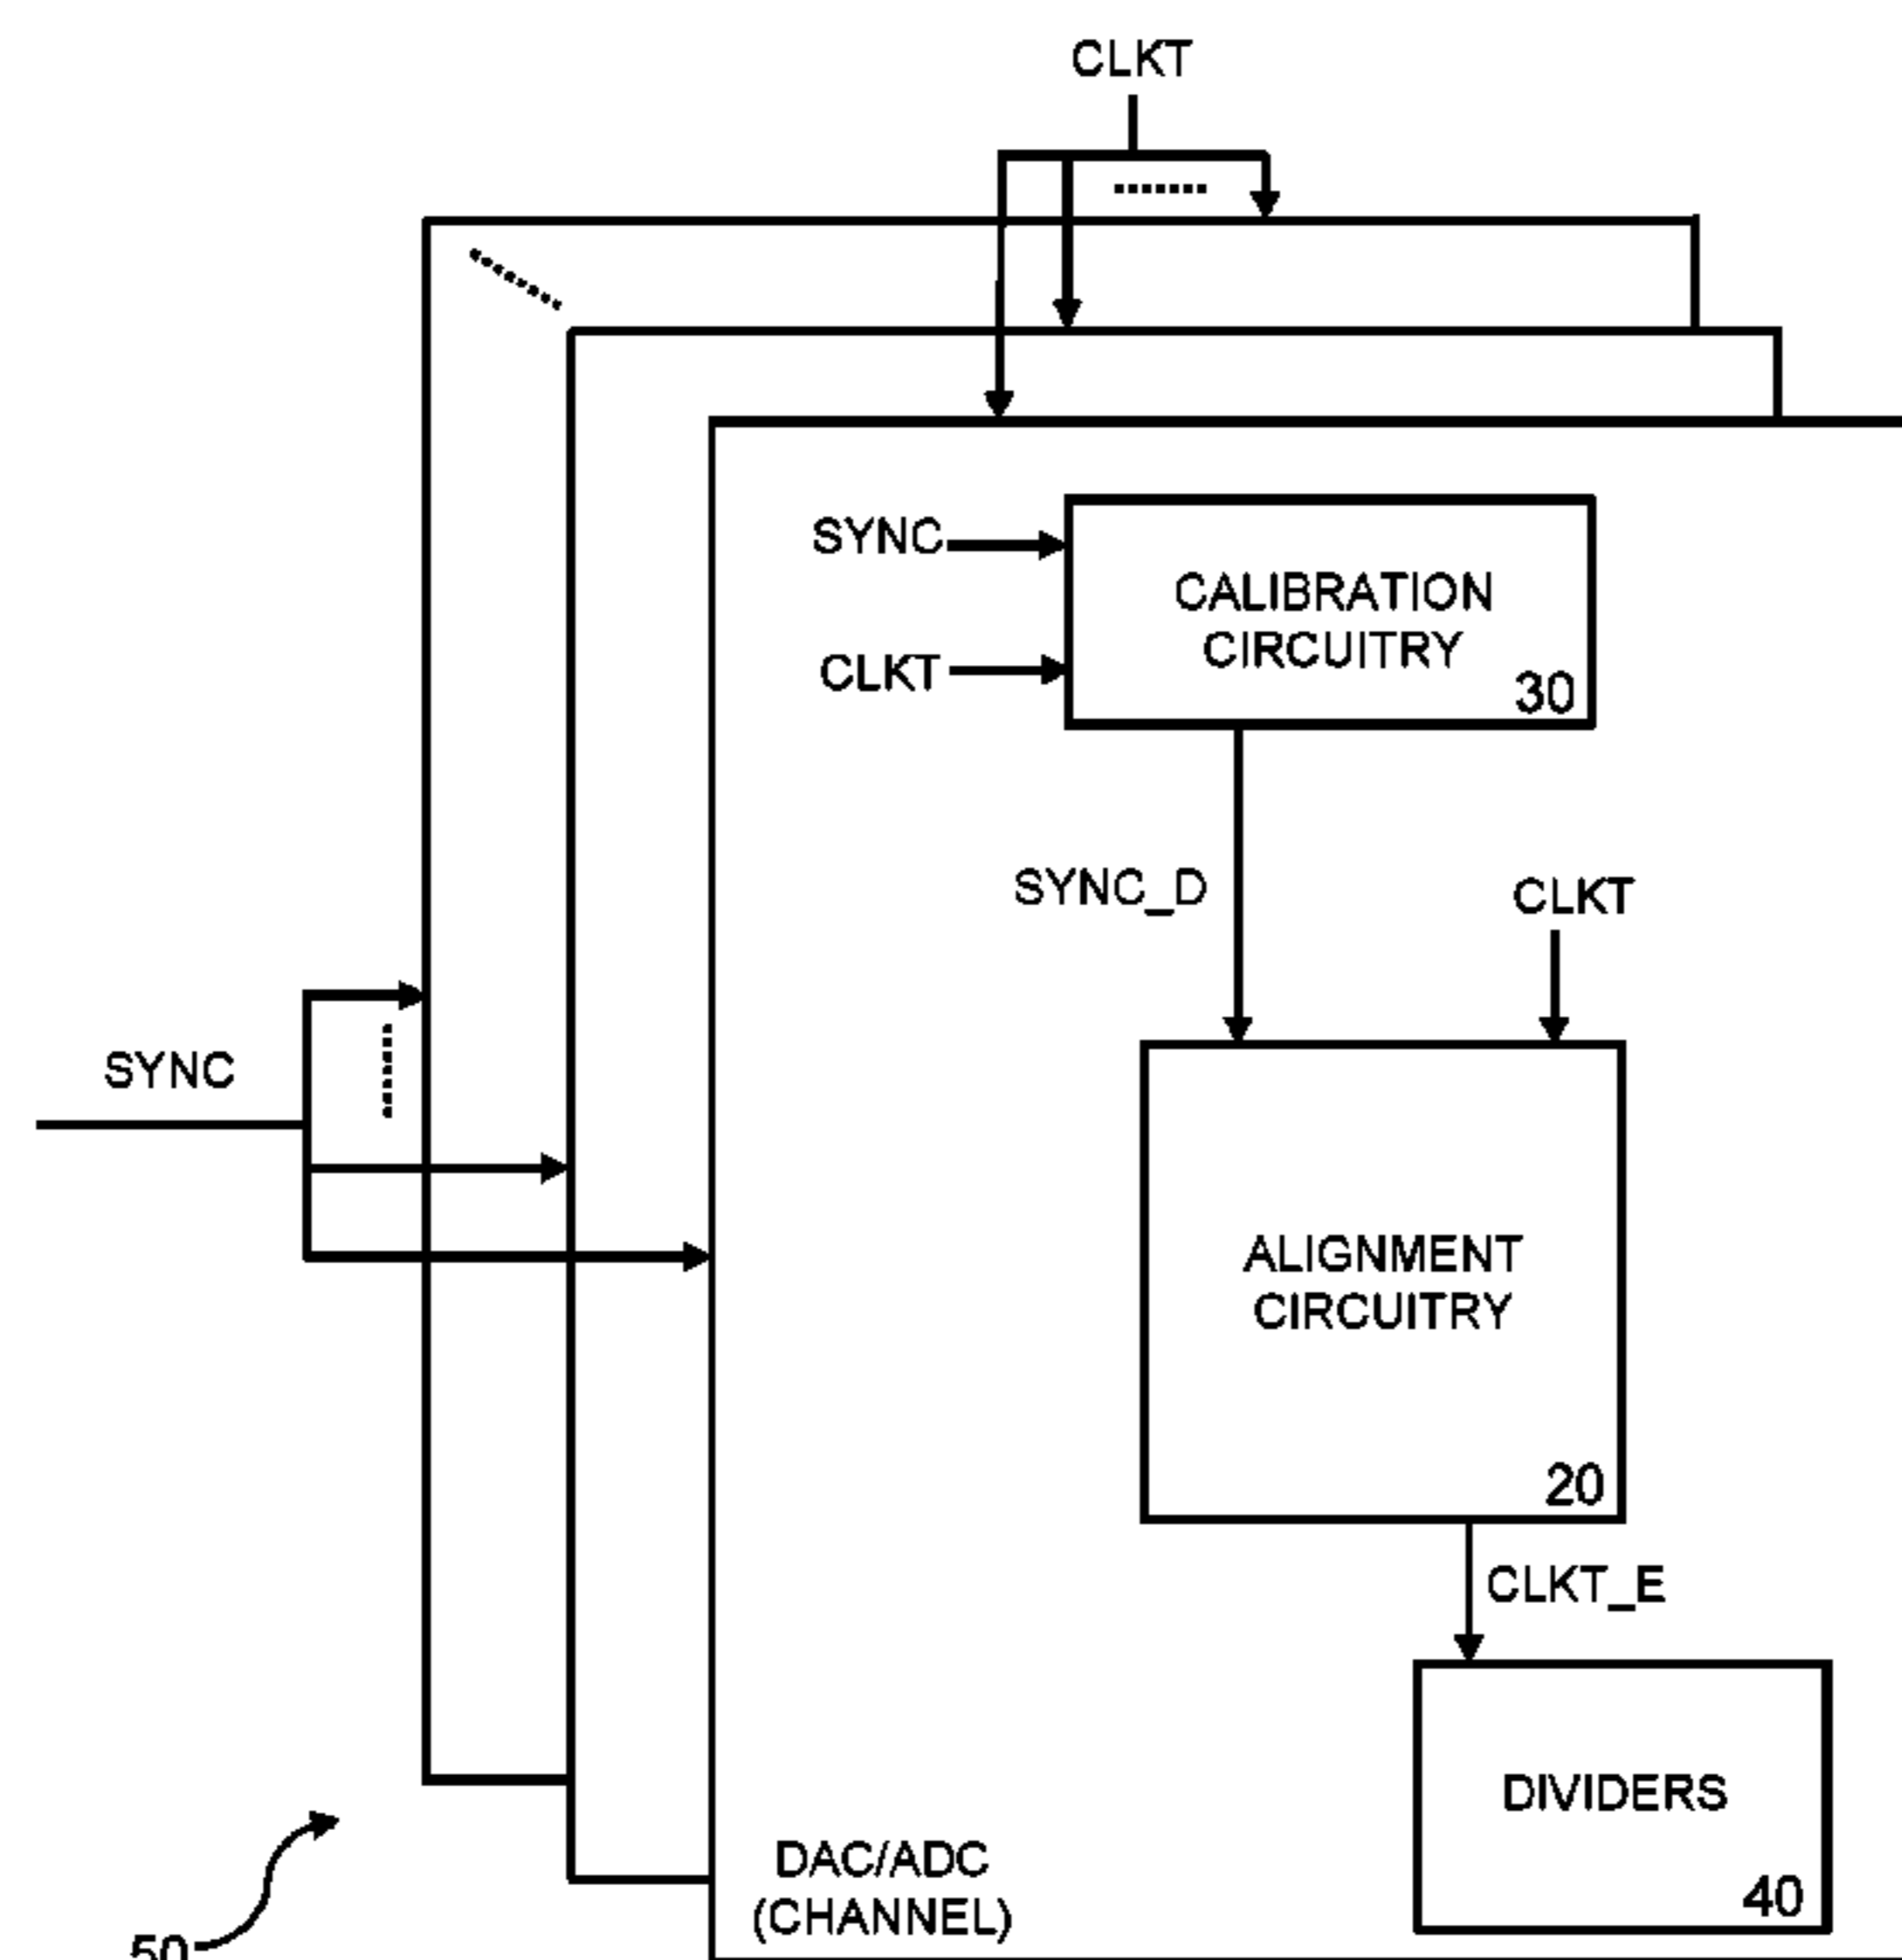 CLKT
SYNC
CALIBRATION
CIRCUITRY
CLKT
30
SYNC_D
CLKT
SYNC
ALIGNMENT
CIRCUITRY
20
CLKT_E
DIVIDERS
DAC/ADC
40
(CHANNEL)
50